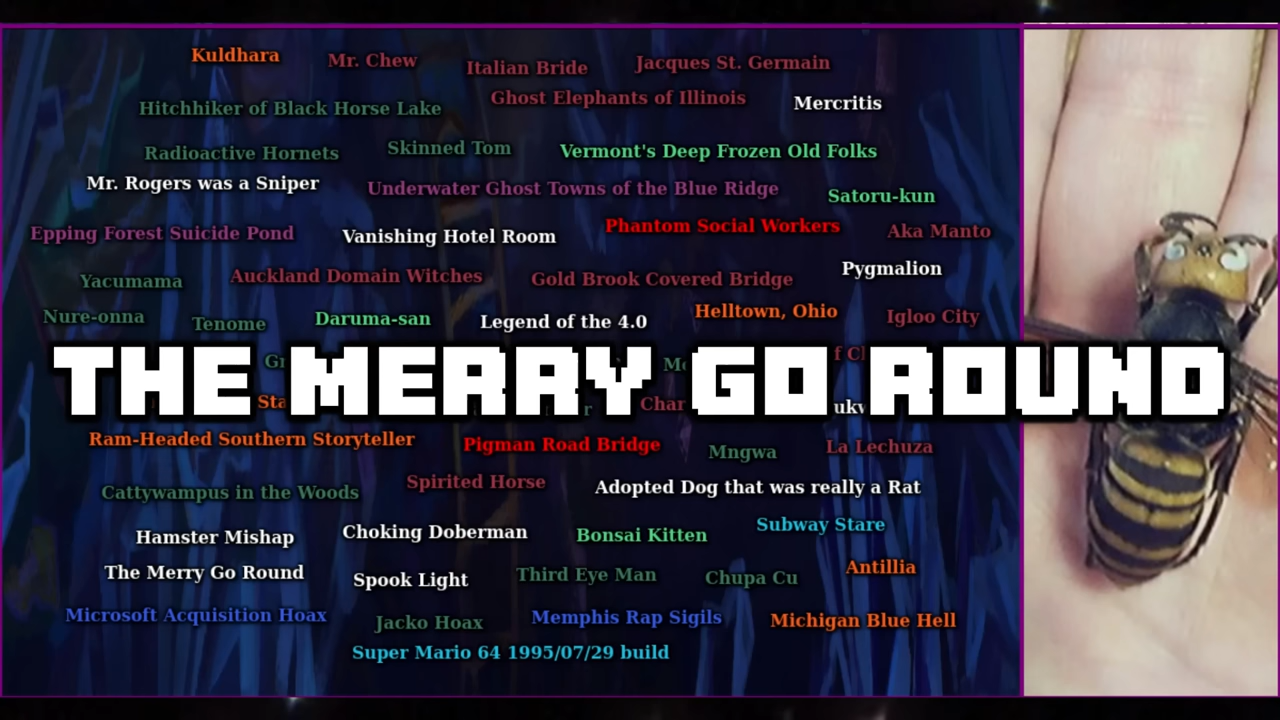 Kuldhara
Mr. Chew
Italian Bride
Jacques St. Germain
Hitchhiker of Black Horse Lake
Ghost Elephants of Illinois
Mercritis
Radioactive Hornets
Skinned Tom
Vermont's Deep Frozen Old Folks
Mr. Rogers was a Sniper
Underwater Ghost Towns of the Blue Ridge
Satoru-kun
Epping Forest Suicide Pond
Vanishing Hotel Room
Phantom Social Workers
Aka Manto
Yacumama
Auckland Domain Witches
Gold Brook Covered Bridge
Pygmalion
Nure-onna
Tenome
Daruma-san
Legend of the 4.0
Helltown, Ohio
Igloo City
THE MERRY GO ROUND
Ram-Headed Southern Storyteller
Pigman Road Bridge
Mngwa
La Lechuza
Cattywampus in the Woods
Spirited Horse
Adopted Dog that was really a Rat
Hamster Mishap
Choking Doberman
Bonsai Kitten
Subway Stare
The Merry Go Round
Spook Light
Third Eye Man
Chupa Cu
Antillia
Microsoft Acquisition Hoax
Jacko Hoax
Memphis Rap Sigils
Michigan Blue Hell
Super Mario 64 1995/07/29 build